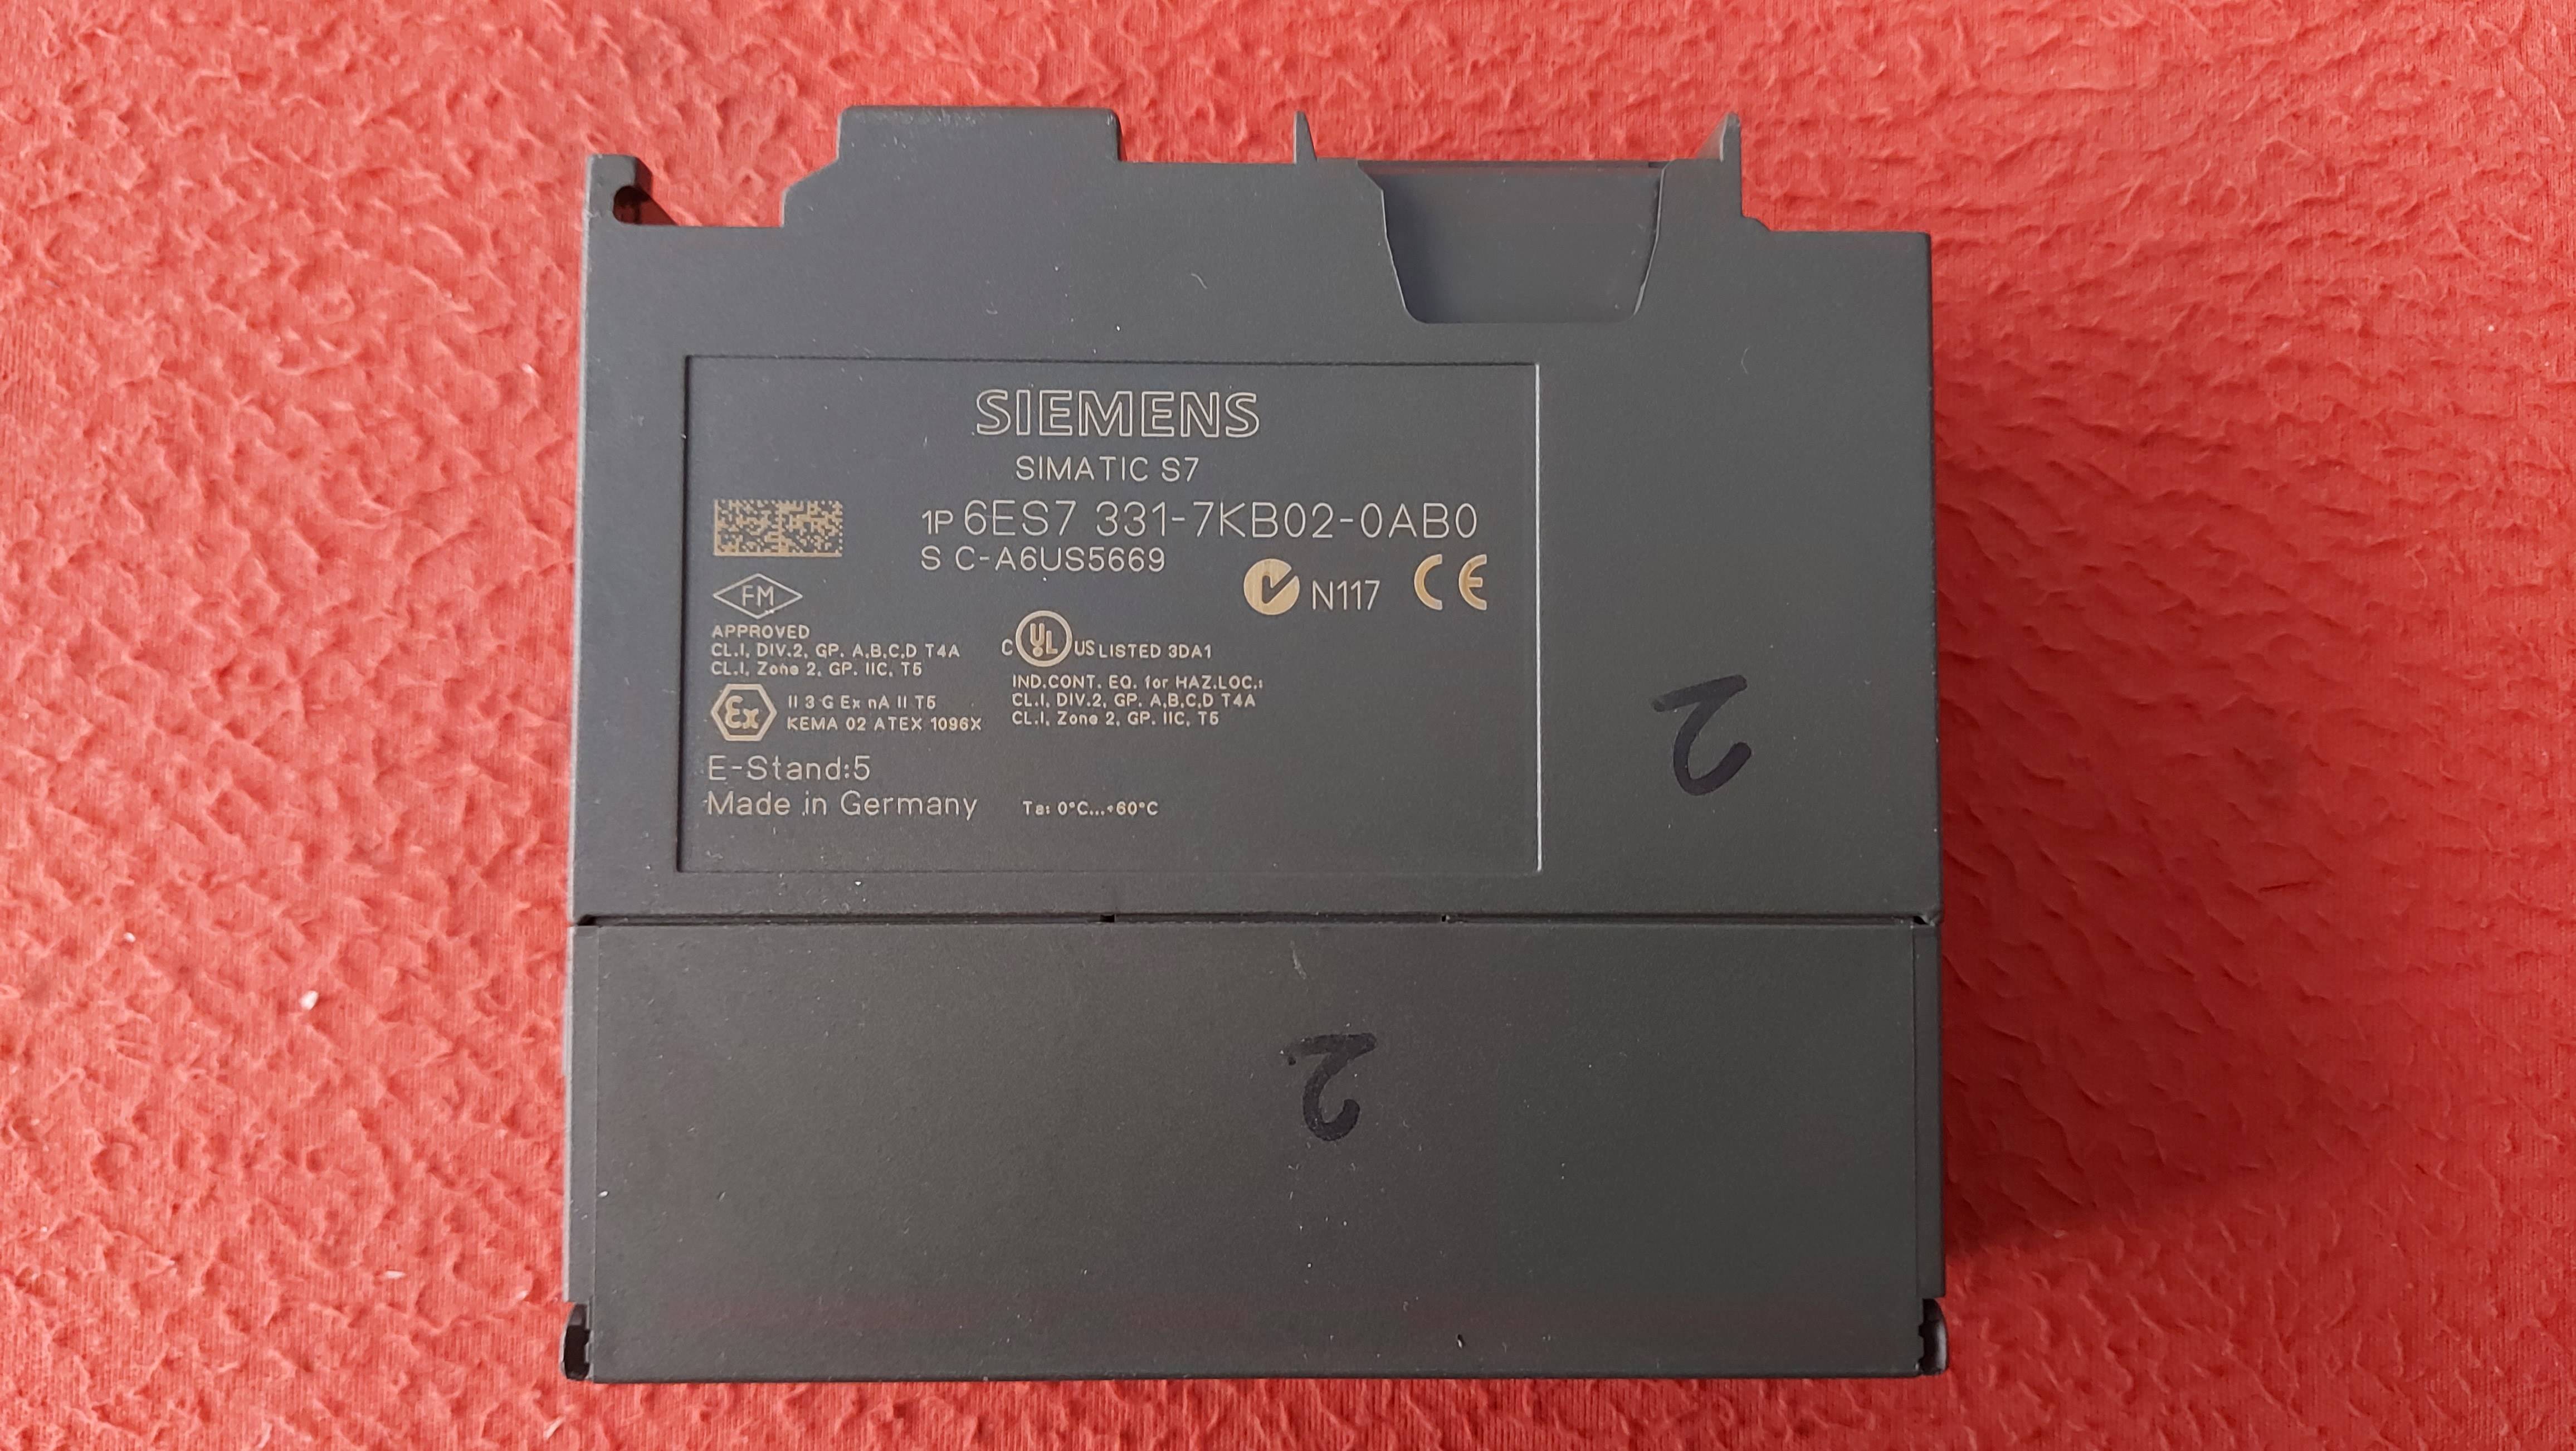 SIEMENS
SIMATIC S7
1P 6ES7 331-7KB02-0AB0
S C-A6US5669
N117 CE
FM
APPROVED
CL.I, DIV.2, GP. A,B,C,D T4A
CL.I, Zone 2, GP. IIC, T5
C UL US LISTED 3DA1
IND.CONT. EQ. for HAZ.LOC.:
CL.I, DIV.2, GP. A,B,C,D T4A
CL.I, Zone 2, GP. IIC, T5
Ex II 3 G Ex nA II T5
KEMA 02 ATEX 1096X
E-Stand:5
Made in Germany
Ta: 0°C...+60°C
2
2